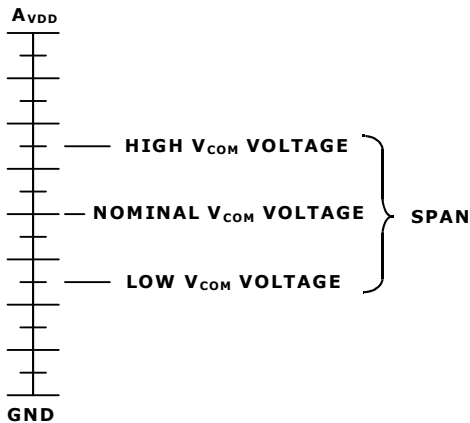 AVDD
HIGH VCOM VOLTAGE
NOMINAL VCOM VOLTAGE
SPAN
LOW VCOM VOLTAGE
GND